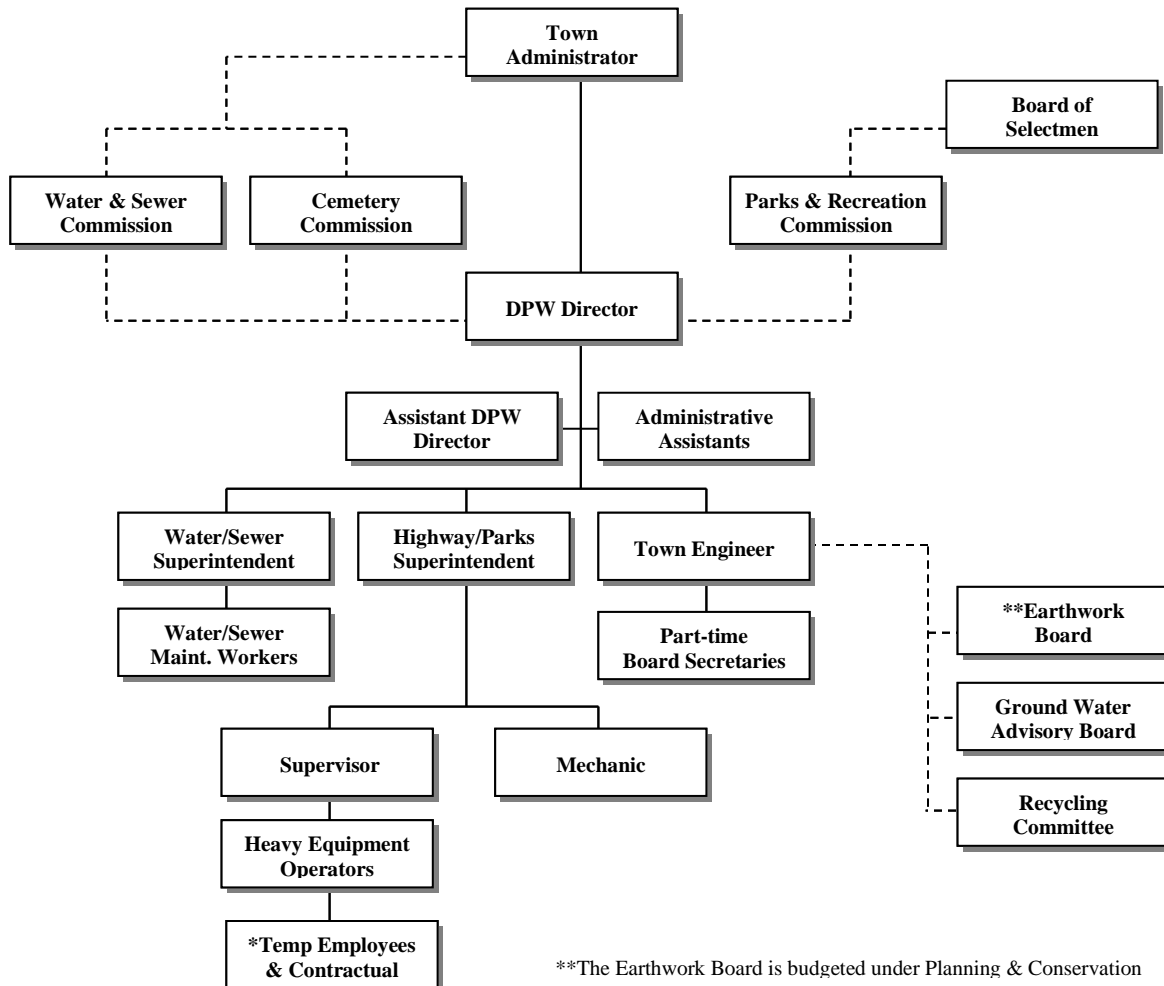 Town
Administrator
Board of
Selectmen
Water & Sewer
Commission
Cemetery
Commission
Parks & Recreation
Commission
DPW Director
Assistant DPW
Director
Administrative
Assistants
Water/Sewer
Superintendent
Highway/Parks
Superintendent
Town Engineer
Water/Sewer
Maint. Workers
Part-time
Board Secretaries
**Earthwork
Board
Ground Water
Advisory Board
Supervisor
Mechanic
Recycling
Committee
Heavy Equipment
Operators
*Temp Employees
& Contractual
**The Earthwork Board is budgeted under Planning & Conservation